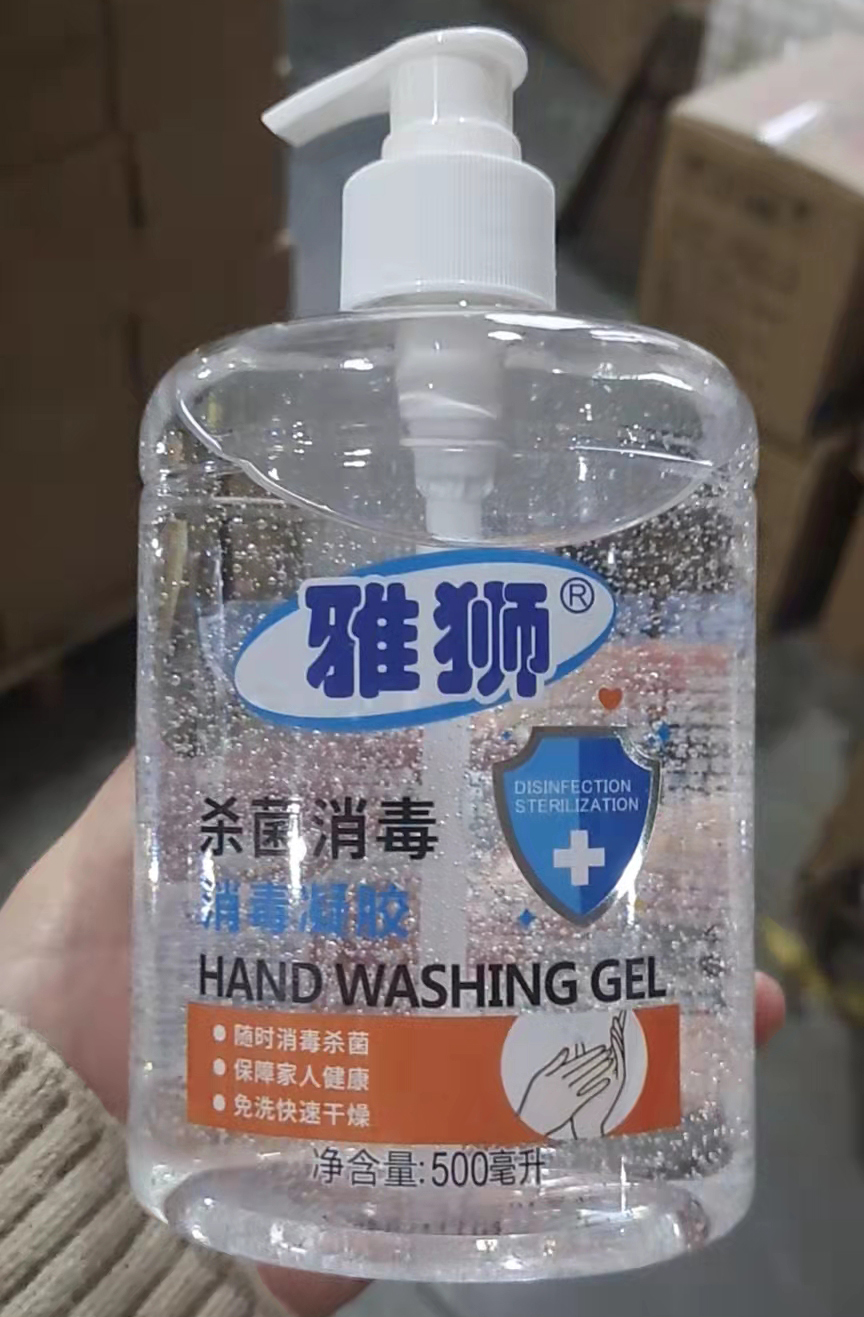 雅狮®
DISINFECTION
STERILIZATION
杀菌消毒
消毒凝胶
HAND WASHING GEL
随时消毒杀菌
保障家人健康
免洗快速干燥
净含量:500毫升